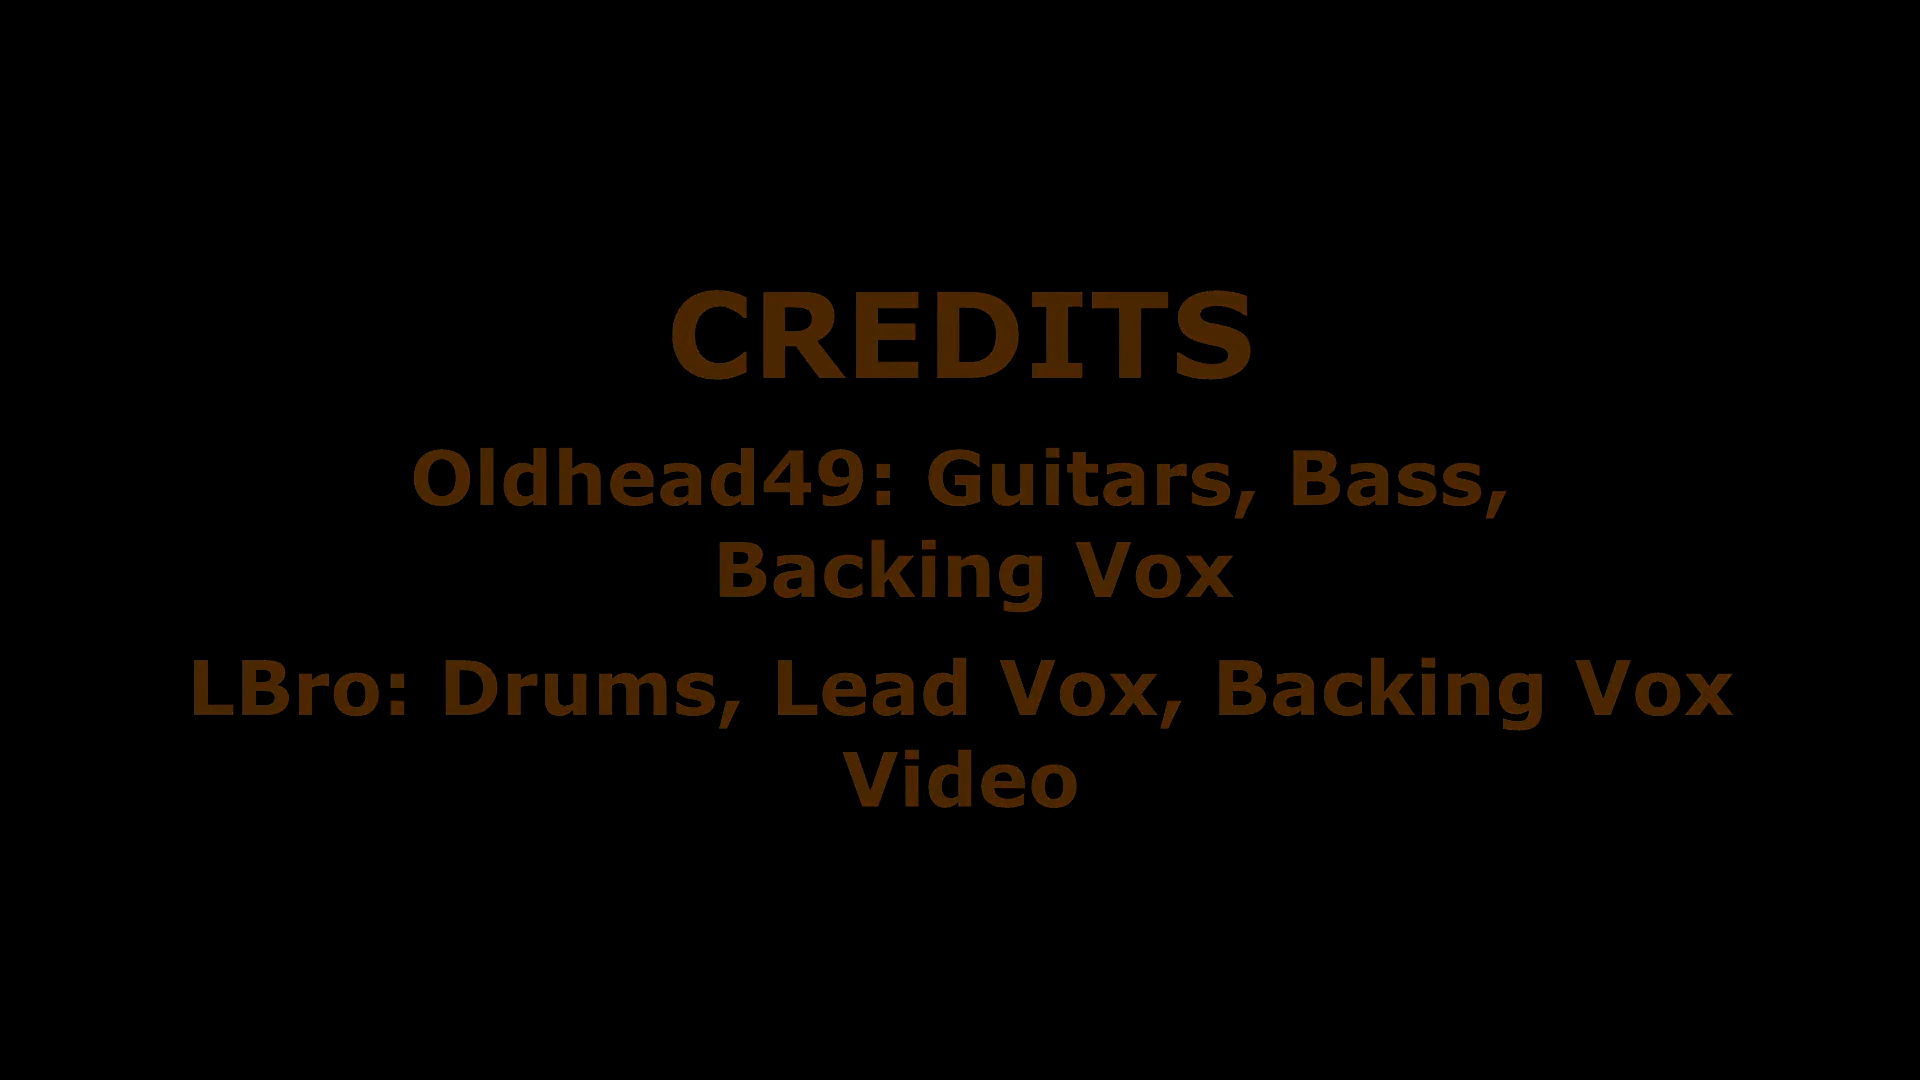 CREDITS
Oldhead49: Guitars, Bass,
Backing Vox
LBro: Drums, Lead Vox, Backing Vox
Video